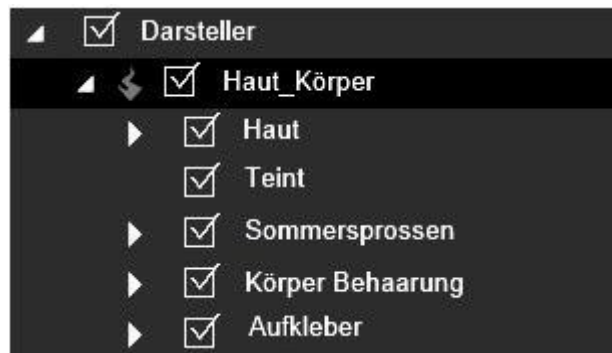 Darsteller
Haut_Körper
Haut
Teint
Sommersprossen
Körper Behaarung
Aufkleber